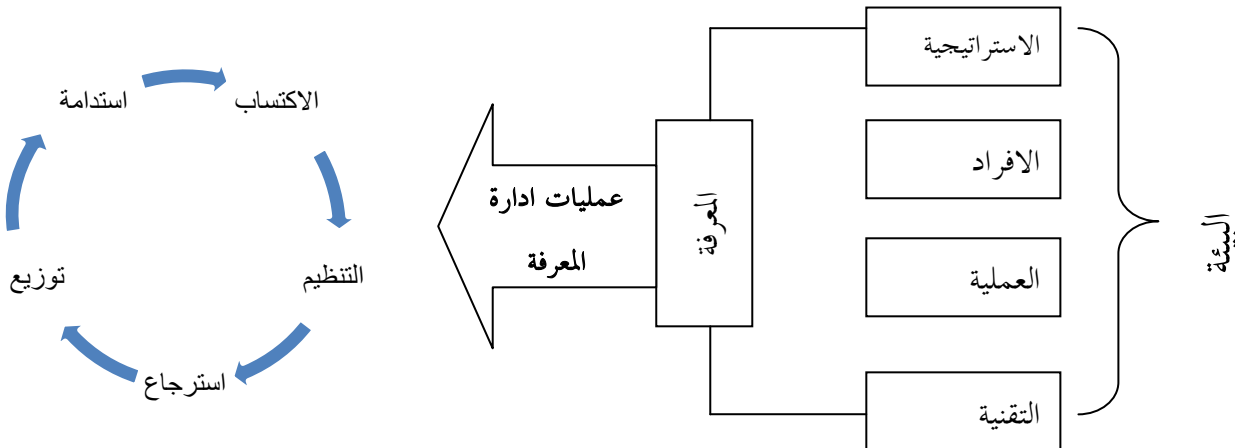 البيئة
الاستراتيجية
الافراد
العملية
التقنية
المعرفة
عمليات ادارة
المعرفة
الاكتساب
التنظيم
استرجاع
توزيع
استدامة